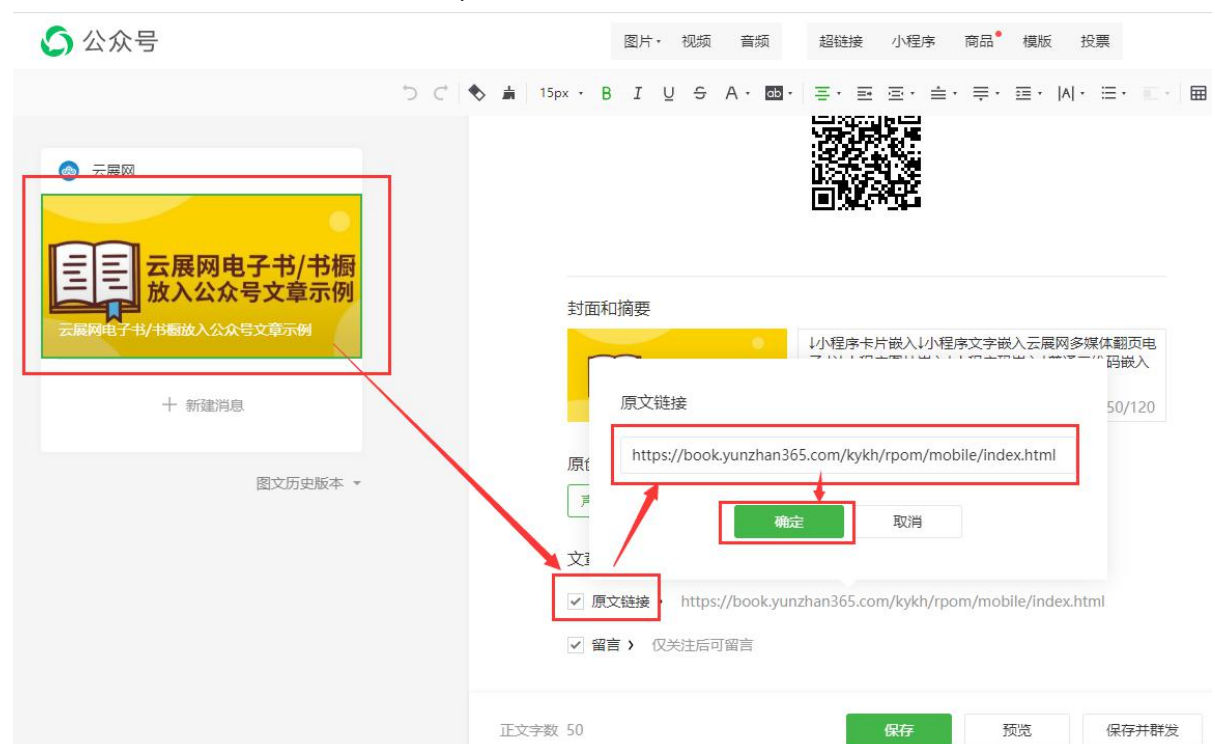 公众号
图片 视频 音频 超链接 小程序 商品 模版 投票
15px B I U S A ab |A|
云展网
云展网电子书/书橱
放入公众号文章示例
云展网电子书/书橱放入公众号文章示例
新建消息
图文历史版本
封面和摘要
↓小程序卡片嵌入↓小程序文字嵌入云展网多媒体翻页电
码嵌入
50/120
原文链接
https://book.yunzhan365.com/kykh/rpom/mobile/index.html
确定 取消
原文链接 https://book.yunzhan365.com/kykh/rpom/mobile/index.html
留言 仅关注后可留言
正文字数 50
保存 预览 保存并群发